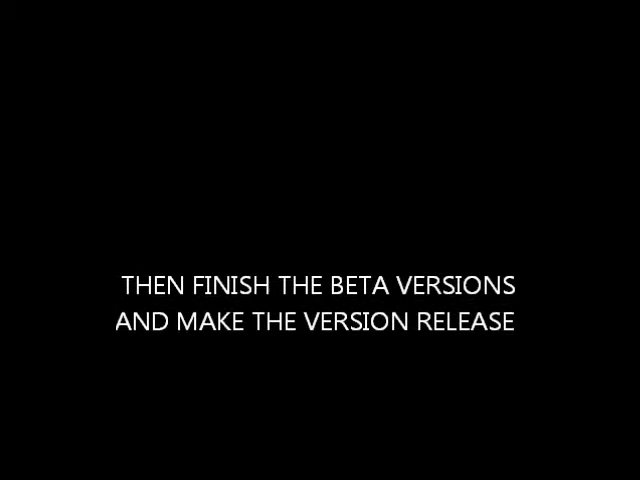 THEN FINISH THE BETA VERSIONS
AND MAKE THE VERSION RELEASE